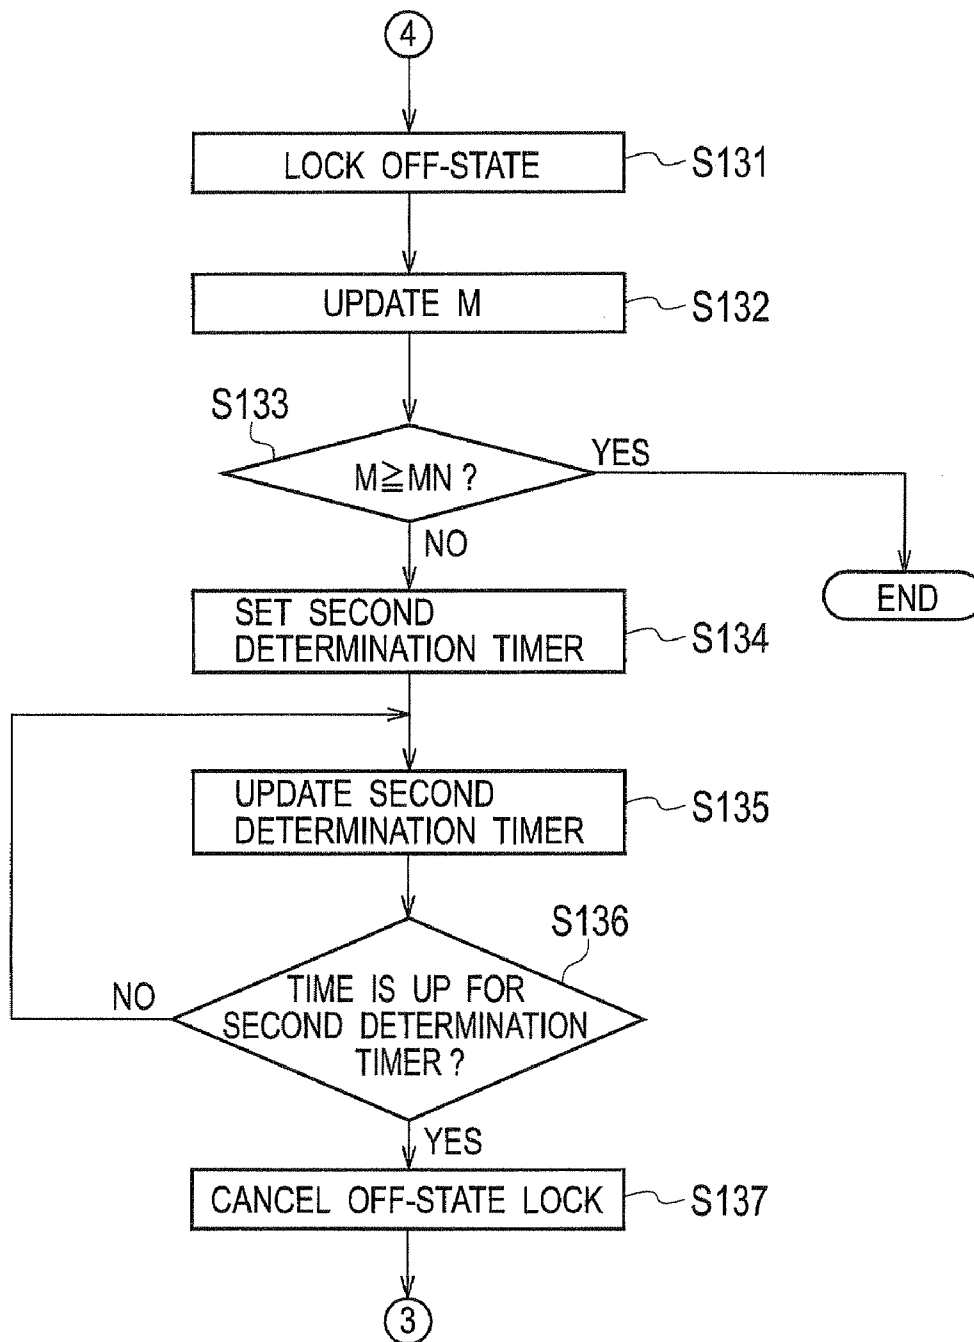 4
LOCK OFF-STATE
S131
UPDATE M
S132
S133
M≧MN?
YES
NO
END
SET SECOND
DETERMINATION TIMER
S134
UPDATE SECOND
DETERMINATION TIMER
S135
S136
NO
TIME IS UP FOR
SECOND DETERMINATION
TIMER?
YES
CANCEL OFF-STATE LOCK
S137
3